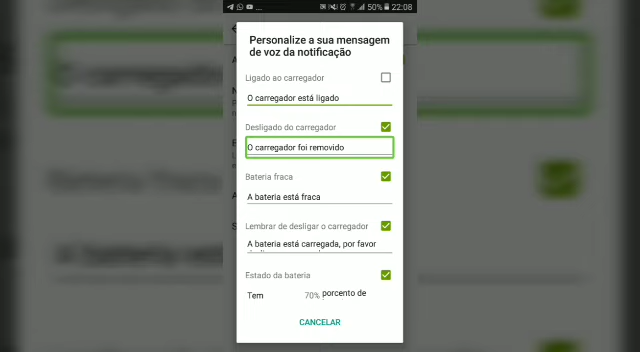 50% 22:08
Personalize a sua mensagem
de voz da notificação
Ligado ao carregador
O carregador está ligado
Desligado do carregador
O carregador foi removido
Bateria fraca
A bateria está fraca
Lembrar de desligar o carregador
A bateria está carregada, por favor
Estado da bateria
Tem 70% porcento de
CANCELAR